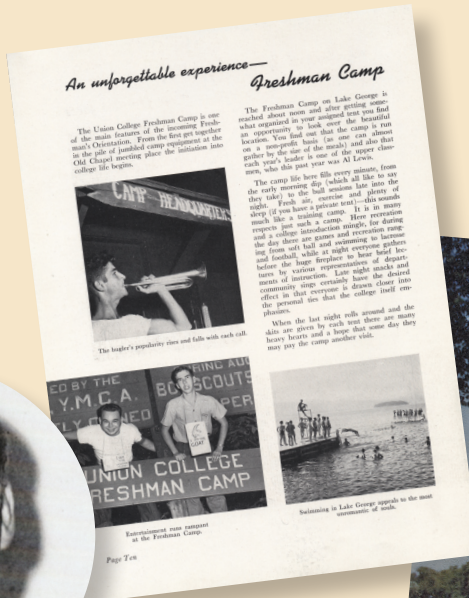 An unforgettable experience—
Freshman Camp
The Union College Freshman Camp is one
of the main features of the incoming Fresh-
man's Orientation. From the first get together
in the pile of jumbled camp equipment at the
Old Chapel meeting place the initiation into
college life begins.
CAMP HEADQUARTERS
The bugler's popularity rises and falls with each call.
ED BY THE
Y.M.C.A.
RING AUG
BOY SCOUTS
UNION COLLEGE
FRESHMAN CAMP
Entertainment runs rampant
at the Freshman Camp.
Page Ten
The Freshman Camp on Lake George is
reached about noon and after getting some-
what organized in your assigned tent you find
an opportunity to look over the beautiful
location. You find out that the camp is run
on a non-profit basis (as one can almost
gather by the size of the meals) and also that
each year's leader is one of the upper class-
men, who this past year was Al Lewis.
The camp life here fills every minute, from
the early morning dip (which all like to say
they take) to the bull sessions late into the
night. Fresh air, exercise and plenty of
sleep (if you have a private tent)—this sounds
much like a training camp. It is in many
respects just such a camp. Here recreation
and a college introduction mingle, for during
the day there are games and recreation rang-
ing from soft ball and swimming to lacrosse
and football, while at night everyone gathers
before the huge fireplace to hear brief lec-
tures by various representatives of depart-
ments of instruction. Late night snacks and
community sings certainly have the desired
effect in that everyone is drawn closer into
the personal ties that the college itself em-
phasizes.
When the last night rolls around and the
skits are given by each tent there are many
heavy hearts and a hope that some day they
may pay the camp another visit.
Swimming in Lake George appeals to the most
unromantic of souls.